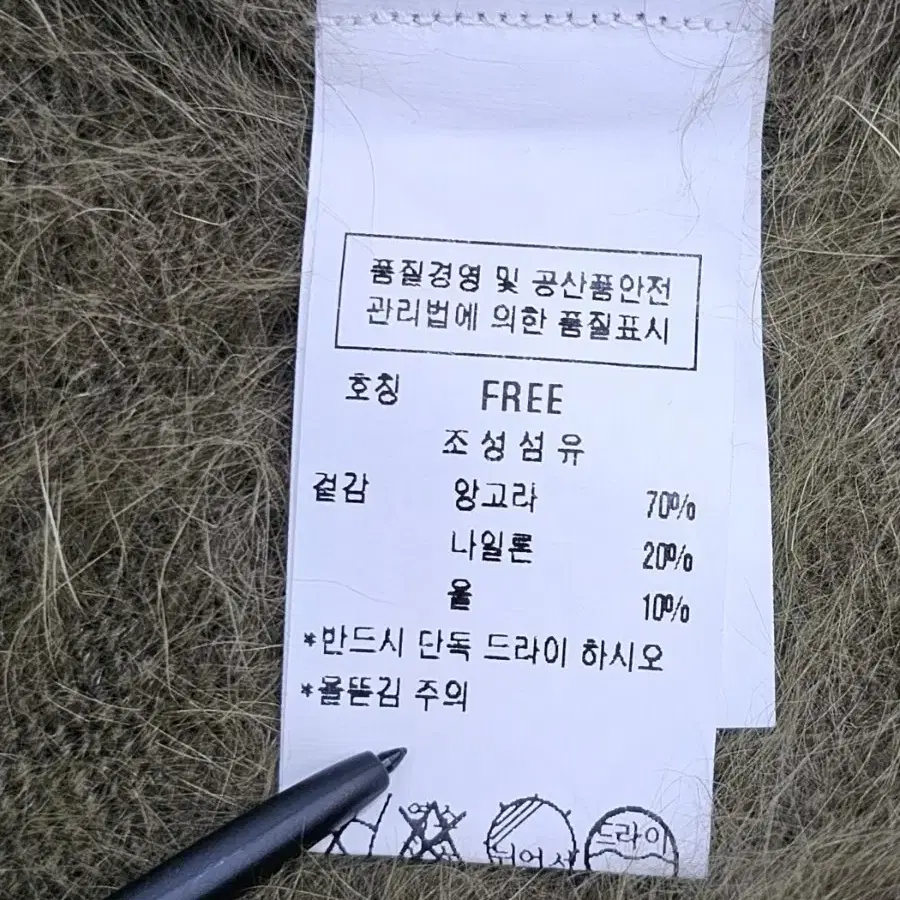 품질경영 및 공산품안전
관리법에 의한 품질표시
호칭 FREE
조성섬유
겉감 앙고라 70%
나일론 20%
울 10%
*반드시 단독 드라이 하시오
*올뜯김 주의
드라이